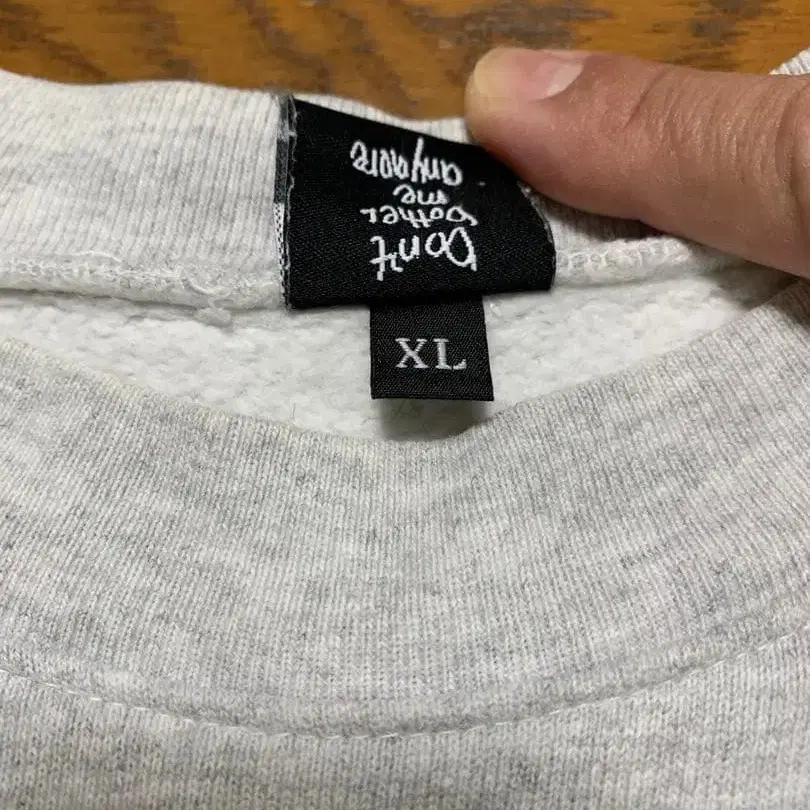 Don't
bother
me
anymore
XL